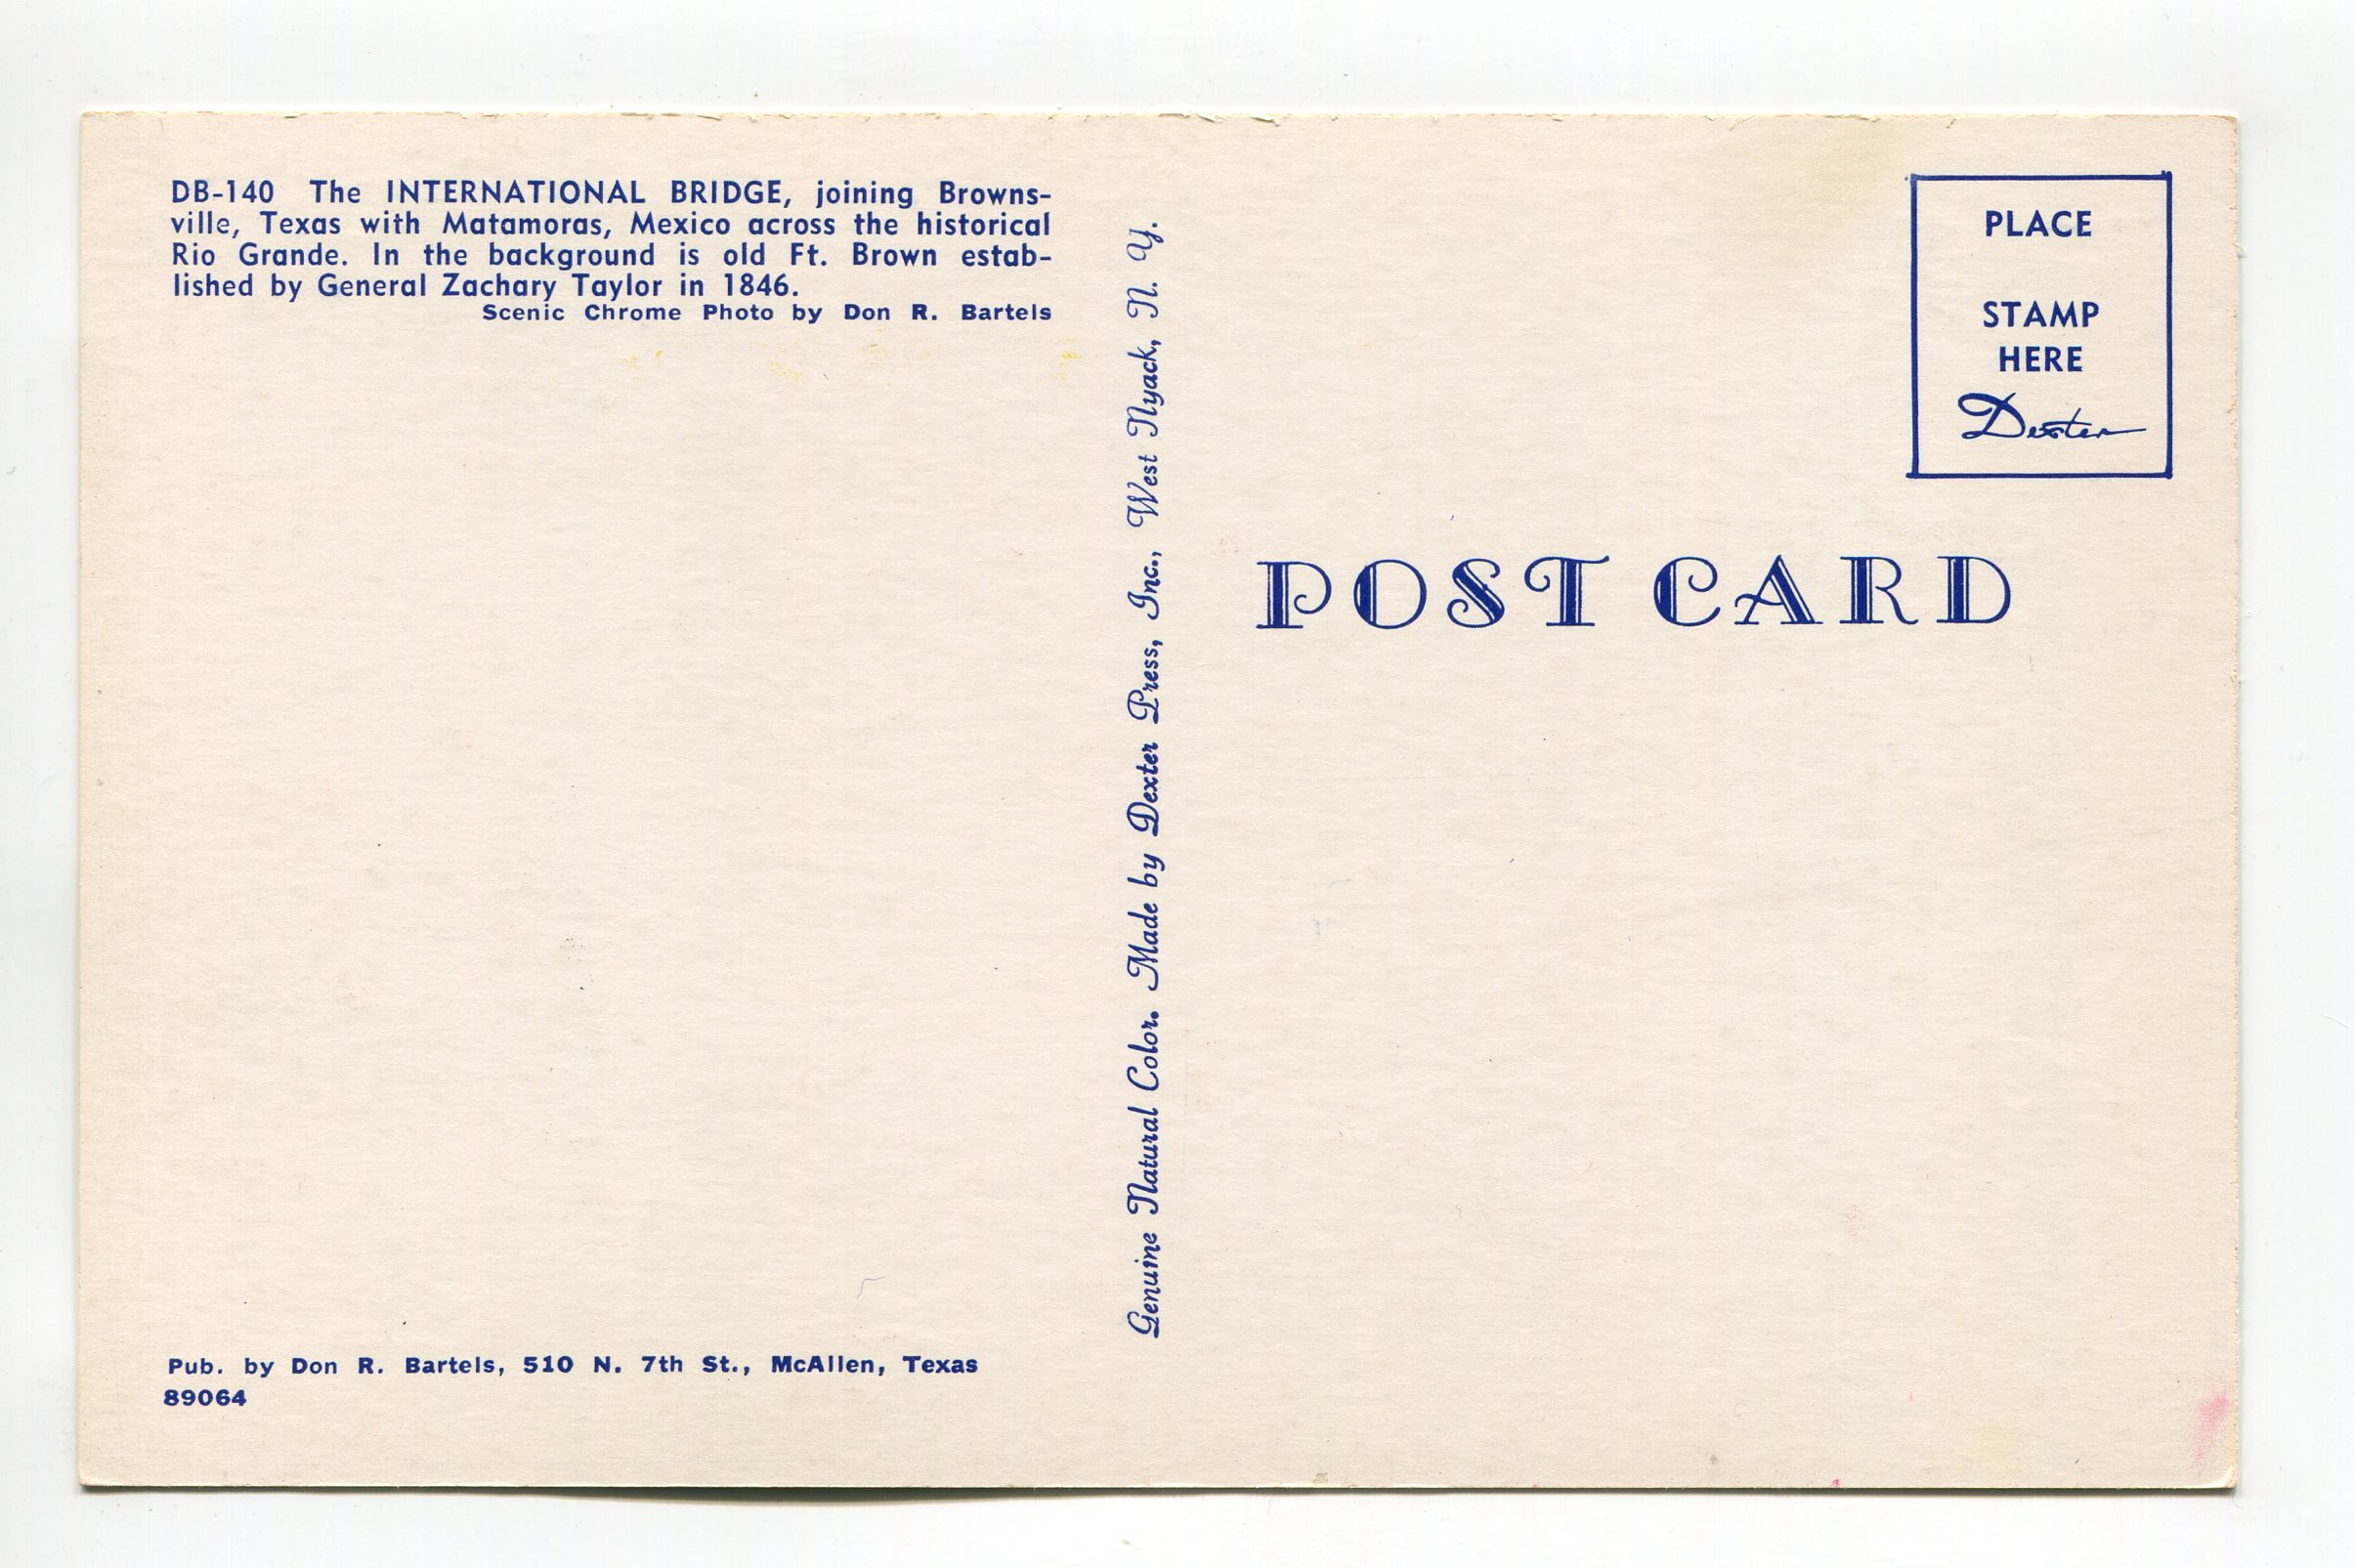 DB-140 The INTERNATIONAL BRIDGE, joining Browns-
ville, Texas with Matamoras, Mexico across the historical
Rio Grande. In the background is old Ft. Brown estab-
lished by General Zachary Taylor in 1846.
Scenic Chrome Photo by Don R. Bartels
Pub. by Don R. Bartels, 510 N. 7th St., McAllen, Texas
89064
Genuine Natural Color. Made by Dexter Press, Inc., West Nyack, N. Y.
PLACE
STAMP
HERE
Dexter
POST CARD